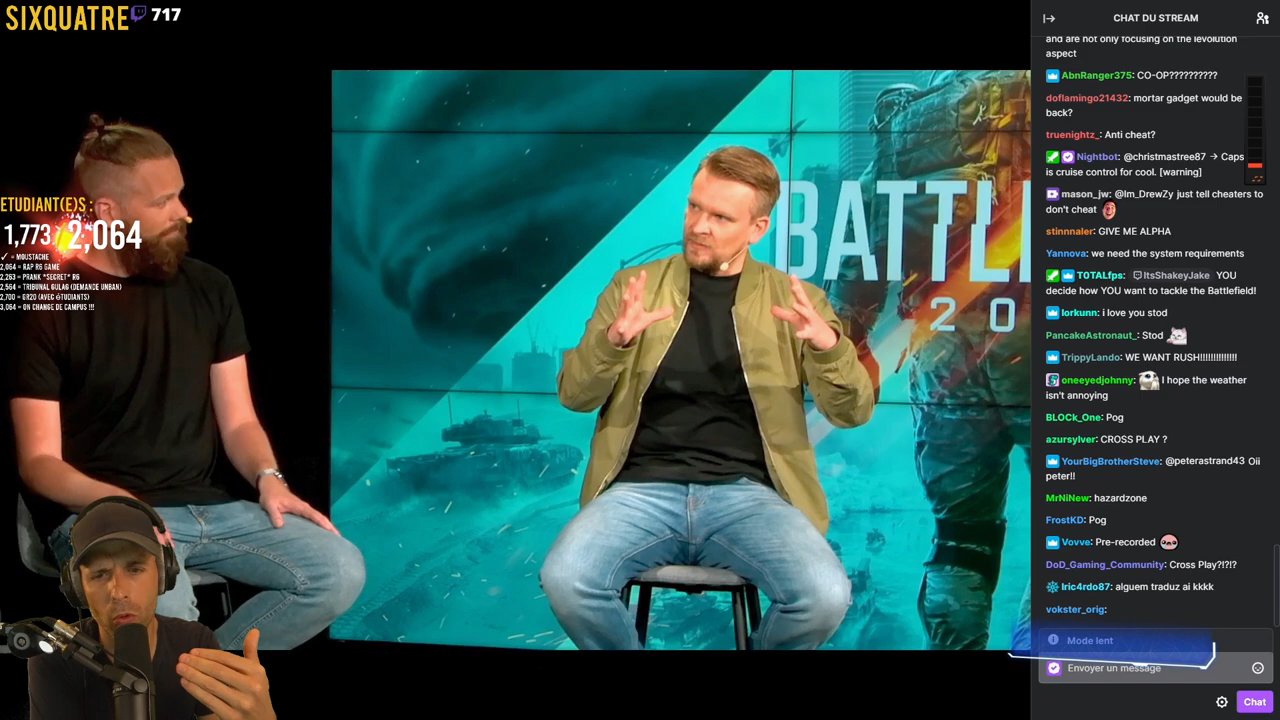 SIXQUATRE 717
ETUDIANT(E)S :
1,773 2,064
✓ = MOUSTACHE
2,064 = RAP R6 GAME
2,263 = PRANK *SECRET* R6
2,564 = TRIBUNAL GULAG (DEMANDE UNBAN)
2,700 = GR20 (AVEC ÉTUDIANTS)
3,064 = ON CHANGE DE CAMPUS !!!
BATTLE
20
CHAT DU STREAM
and are not only focusing on the levolution
aspect
AbnRanger375: CO-OP??????????
doflamingo21432: mortar gadget would be
back?
truenightz_: Anti cheat?
Nightbot: @christmastree87 → Caps
is cruise control for cool. [warning]
mason_jw: @Im_DrewZy just tell cheaters to
don't cheat
stinnnaler: GIVE ME ALPHA
Yannova: we need the system requirements
T0TALfps: ItsShakeyJake YOU
decide how YOU want to tackle the Battlefield!
lorkunn: i love you stod
PancakeAstronaut_: Stod
TrippyLando: WE WANT RUSH!!!!!!!!!!!!!!!
oneeyedjohnny: I hope the weather
isn't annoying
BLOCk_One: Pog
azursylver: CROSS PLAY ?
YourBigBrotherSteve: @peterastrand43 Oii
peter!!
MrNiNew: hazardzone
FrostKD: Pog
Vovve: Pre-recorded
DoD_Gaming_Community: Cross Play?!?!?
lric4rdo87: alguem traduz ai kkkk
vokster_orig:
Mode lent
Envoyer un message
Chat